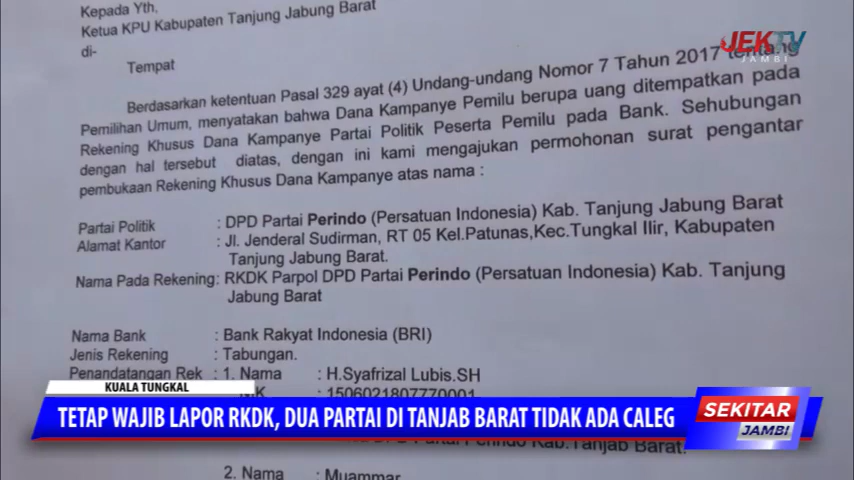 Kepada Yth,
Ketua KPU Kabupaten Tanjung Jabung Barat
di-
Tempat
JEKTV
JAMBI
Berdasarkan ketentuan Pasal 329 ayat (4) Undang-undang Nomor 7 Tahun 2017 tentang
Pemilihan Umum, menyatakan bahwa Dana Kampanye Pemilu berupa uang ditempatkan pada
Rekening Khusus Dana Kampanye Partai Politik Peserta Pemilu pada Bank. Sehubungan
dengan hal tersebut diatas, dengan ini kami mengajukan permohonan surat pengantar
pembukaan Rekening Khusus Dana Kampanye atas nama :
Partai Politik : DPD Partai Perindo (Persatuan Indonesia) Kab. Tanjung Jabung Barat
Alamat Kantor : Jl. Jenderal Sudirman, RT 05 Kel.Patunas,Kec.Tungkal Ilir, Kabupaten
Tanjung Jabung Barat.
Nama Pada Rekening: RKDK Parpol DPD Partai Perindo (Persatuan Indonesia) Kab. Tanjung
Jabung Barat
Nama Bank : Bank Rakyat Indonesia (BRI)
Jenis Rekening : Tabungan.
Penandatangan Rek : 1. Nama : H.Syafrizal Lubis.SH
: 1506021807770001
KUALA TUNGKAL
TETAP WAJIB LAPOR RKDK, DUA PARTAI DI TANJAB BARAT TIDAK ADA CALEG
SEKITAR
JAMBI
Perindo Kab.Tanjab Barat.
2. Nama : Muammar